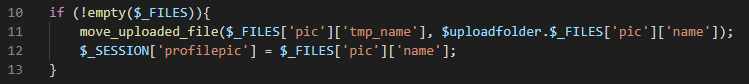 10 if (!empty($_FILES)){
11 move_uploaded_file($_FILES['pic']['tmp_name'], $uploadfolder.$_FILES['pic']['name']);
12 $_SESSION['profilepic'] = $_FILES['pic']['name'];
13 }